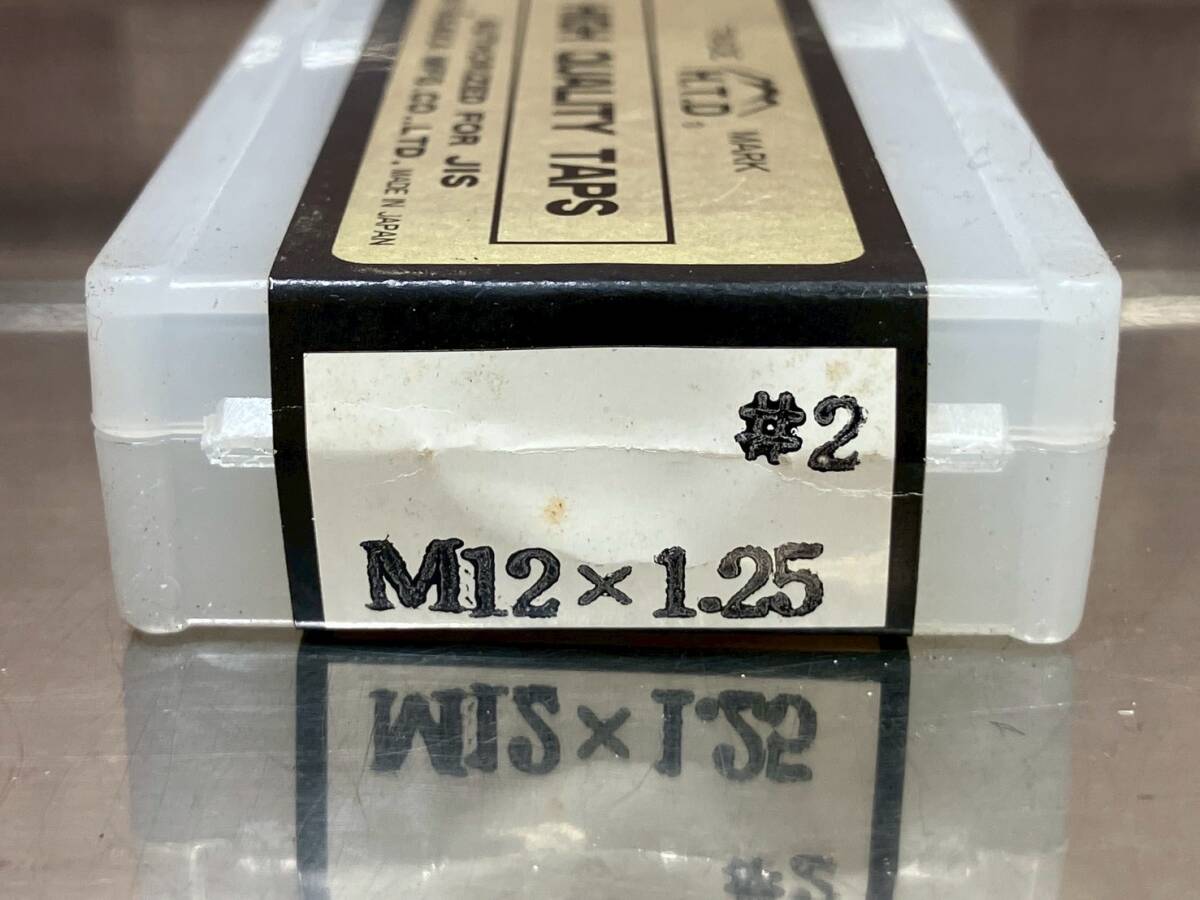 TRADE MARK
H.T.D.
HIGH QUALITY TAPS
AUTHORIZED FOR JIS
MFG.CO.,LTD. MADE IN JAPAN
#2
M12×1.25